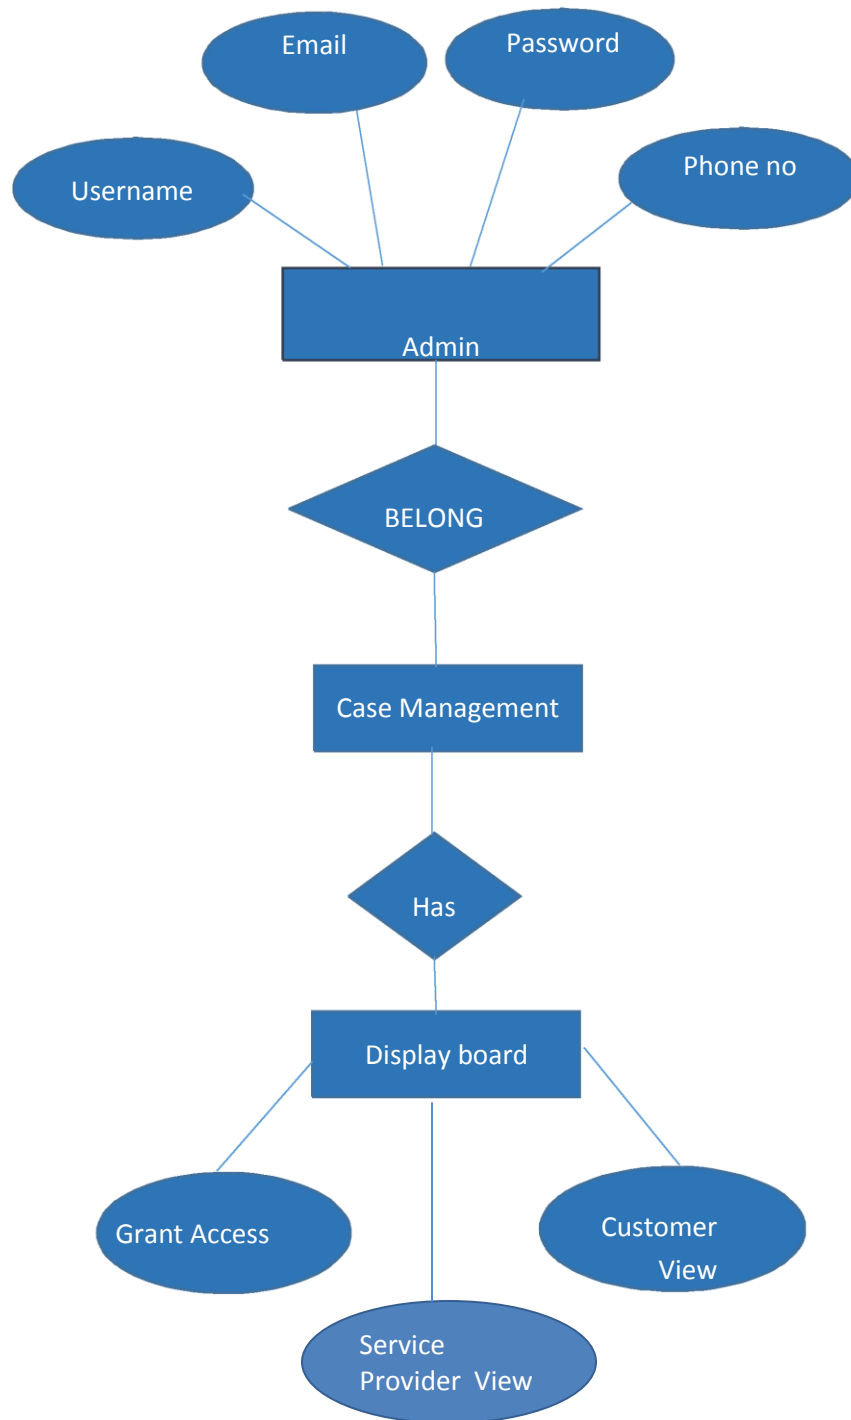 Email
Password
Username
Phone no
Admin
BELONG
Case Management
Has
Display board
Grant Access
Customer
View
Service
Provider View